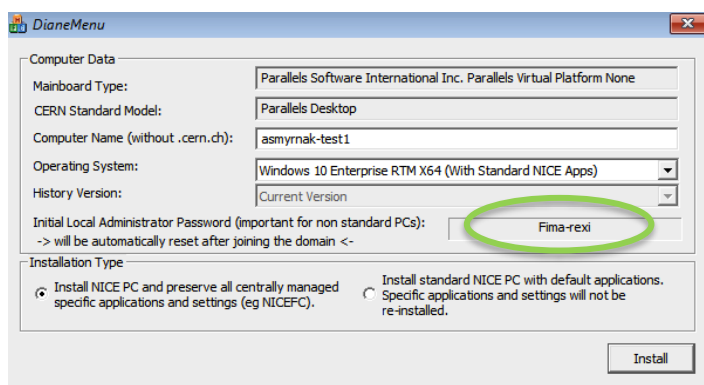 DianeMenu
Computer Data
Mainboard Type: Parallels Software International Inc. Parallels Virtual Platform None
CERN Standard Model: Parallels Desktop
Computer Name (without .cern.ch): asmyrnak-test1
Operating System: Windows 10 Enterprise RTM X64 (With Standard NICE Apps)
History Version: Current Version
Initial Local Administrator Password (important for non standard PCs): Fima-rexi
-> will be automatically reset after joining the domain <-
Installation Type
Install NICE PC and preserve all centrally managed
specific applications and settings (eg NICEFC).
Install standard NICE PC with default applications.
Specific applications and settings will not be
re-installed.
Install